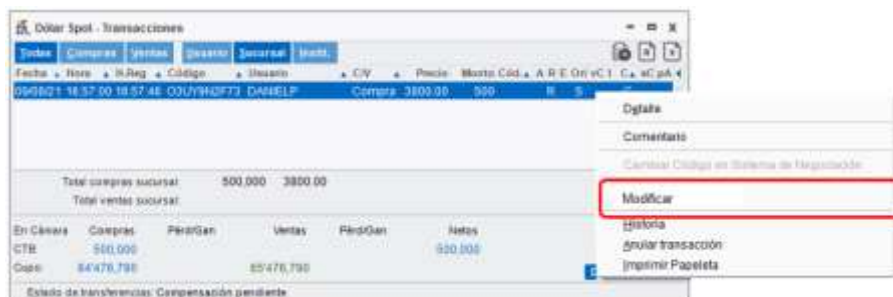 Dólar Spot - Transacciones
Todas Compras Ventas Usuario Sucursal Instit.
Fecha Hora H.Reg Código Usuario C/V Precio Monto Cód. A R E Ori vC
09/08/21 18:57:00 18:57:46 DANIELP Compra 3800.00 500 R S
Detalle
Comentario
Cambiar Código en Sistema de Negociación
Modificar
Historia
Anular transacción
Imprimir Papeleta
Total compras sucursal: 500,000 3800.00
Total ventas sucursal:
En Cámara Compras Pérd/Gan Ventas Pérd/Gan Netos
CTB 500,000 500,000
Cupo: 84'476,790 85'476,790
Estado de transferencias: Compensación pendiente